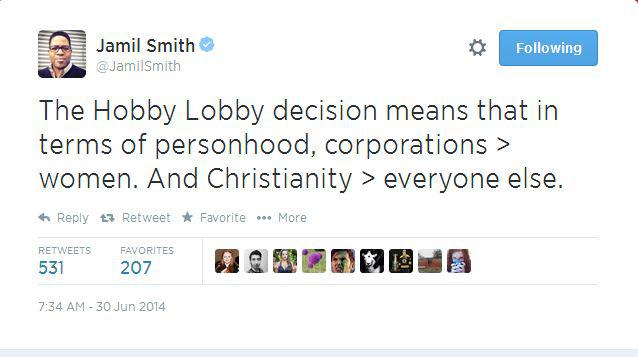 Jamil Smith
@JamilSmith
Following
The Hobby Lobby decision means that in
terms of personhood, corporations >
women. And Christianity > everyone else.
Reply Retweet Favorite ••• More
RETWEETS FAVORITES
531 207
7:34 AM - 30 Jun 2014